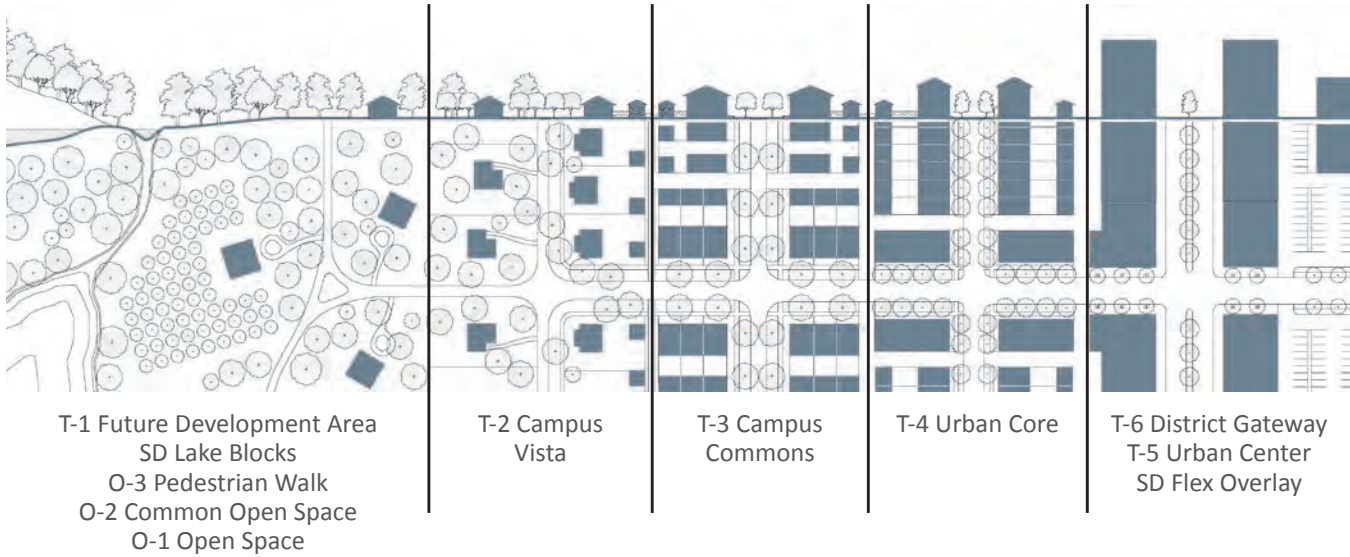 T-1 Future Development Area
SD Lake Blocks
O-3 Pedestrian Walk
O-2 Common Open Space
O-1 Open Space
T-2 Campus
Vista
T-3 Campus
Commons
T-4 Urban Core
T-6 District Gateway
T-5 Urban Center
SD Flex Overlay